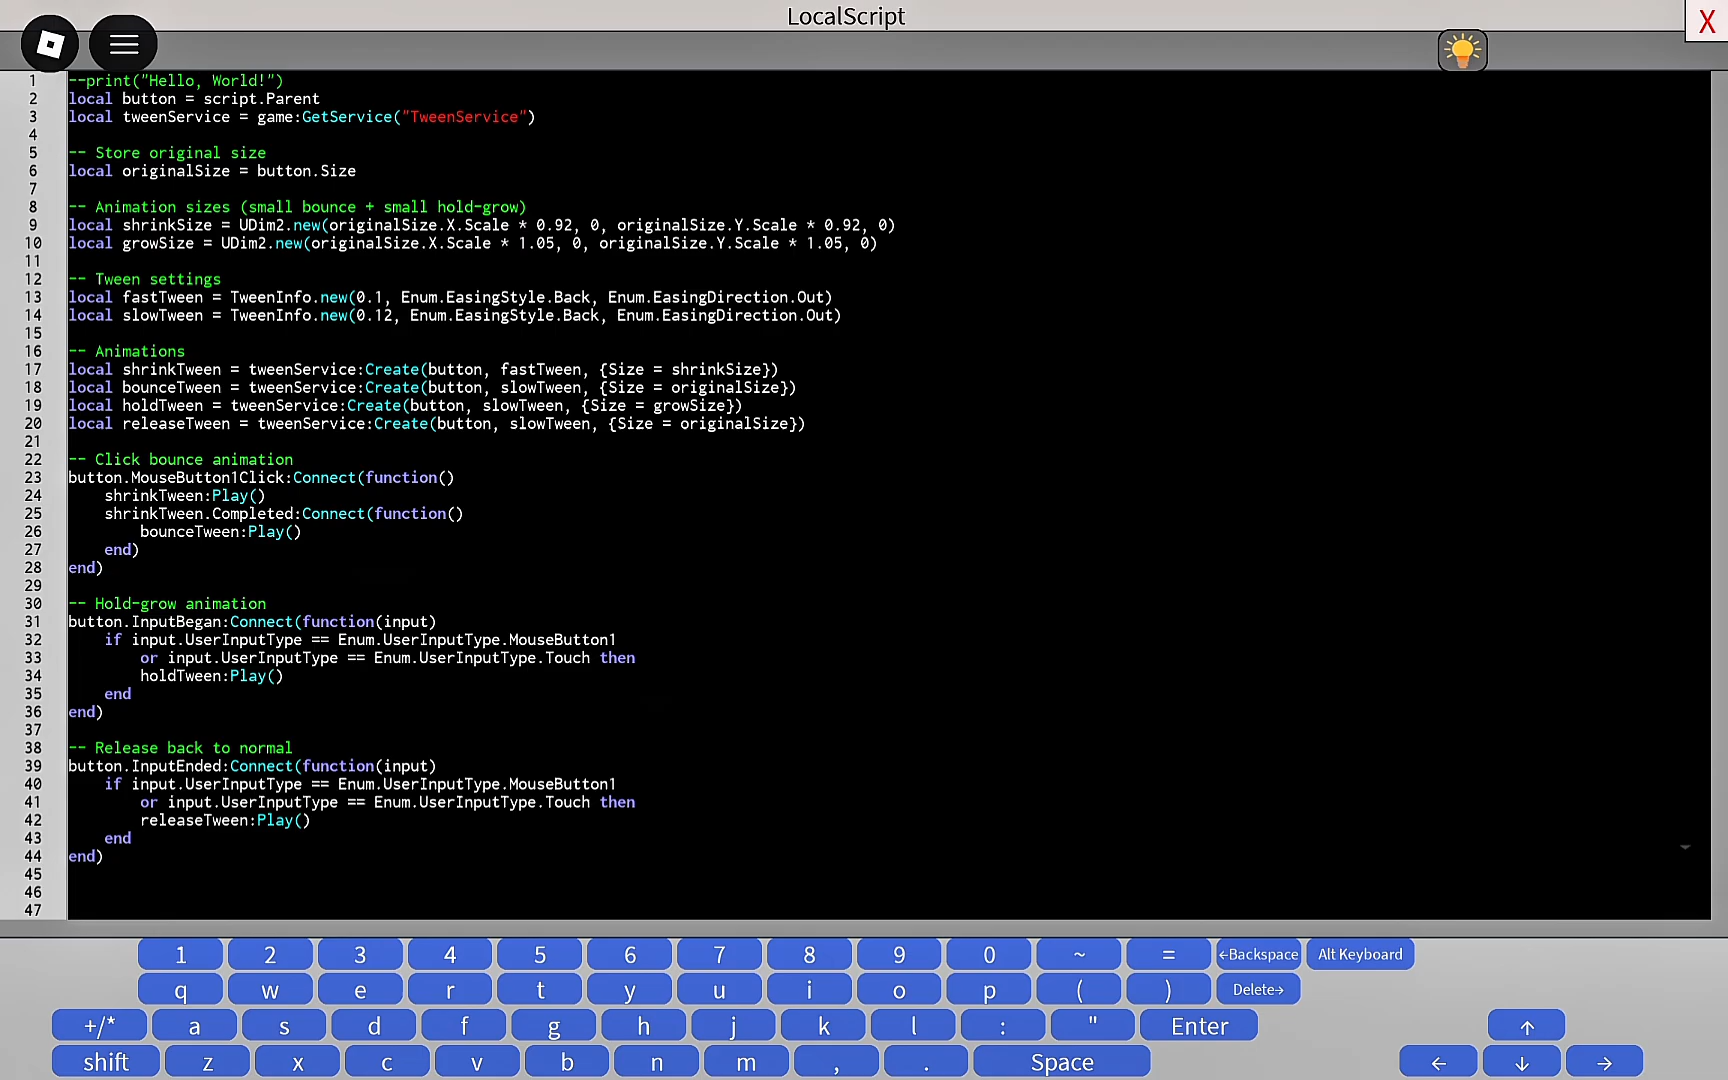 LocalScript
X
1 --print("Hello, World!")
2 local button = script.Parent
3 local tweenService = game:GetService("TweenService")
4
5 -- Store original size
6 local originalSize = button.Size
7
8 -- Animation sizes (small bounce + small hold-grow)
9 local shrinkSize = UDim2.new(originalSize.X.Scale * 0.92, 0, originalSize.Y.Scale * 0.92, 0)
10 local growSize = UDim2.new(originalSize.X.Scale * 1.05, 0, originalSize.Y.Scale * 1.05, 0)
11
12 -- Tween settings
13 local fastTween = TweenInfo.new(0.1, Enum.EasingStyle.Back, Enum.EasingDirection.Out)
14 local slowTween = TweenInfo.new(0.12, Enum.EasingStyle.Back, Enum.EasingDirection.Out)
15
16 -- Animations
17 local shrinkTween = tweenService:Create(button, fastTween, {Size = shrinkSize})
18 local bounceTween = tweenService:Create(button, slowTween, {Size = originalSize})
19 local holdTween = tweenService:Create(button, slowTween, {Size = growSize})
20 local releaseTween = tweenService:Create(button, slowTween, {Size = originalSize})
21
22 -- Click bounce animation
23 button.MouseButton1Click:Connect(function()
24     shrinkTween:Play()
25     shrinkTween.Completed:Connect(function()
26         bounceTween:Play()
27     end)
28 end)
29
30 -- Hold-grow animation
31 button.InputBegan:Connect(function(input)
32     if input.UserInputType == Enum.UserInputType.MouseButton1
33         or input.UserInputType == Enum.UserInputType.Touch then
34         holdTween:Play()
35     end
36 end)
37
38 -- Release back to normal
39 button.InputEnded:Connect(function(input)
40     if input.UserInputType == Enum.UserInputType.MouseButton1
41         or input.UserInputType == Enum.UserInputType.Touch then
42         releaseTween:Play()
43     end
44 end)
45
46
47
1 2 3 4 5 6 7 8 9 0 ~ = ←Backspace Alt Keyboard
q w e r t y u i o p ( ) Delete→
+/* a s d f g h j k l : " Enter ↑
shift z x c v b n m , . Space ← ↓ →